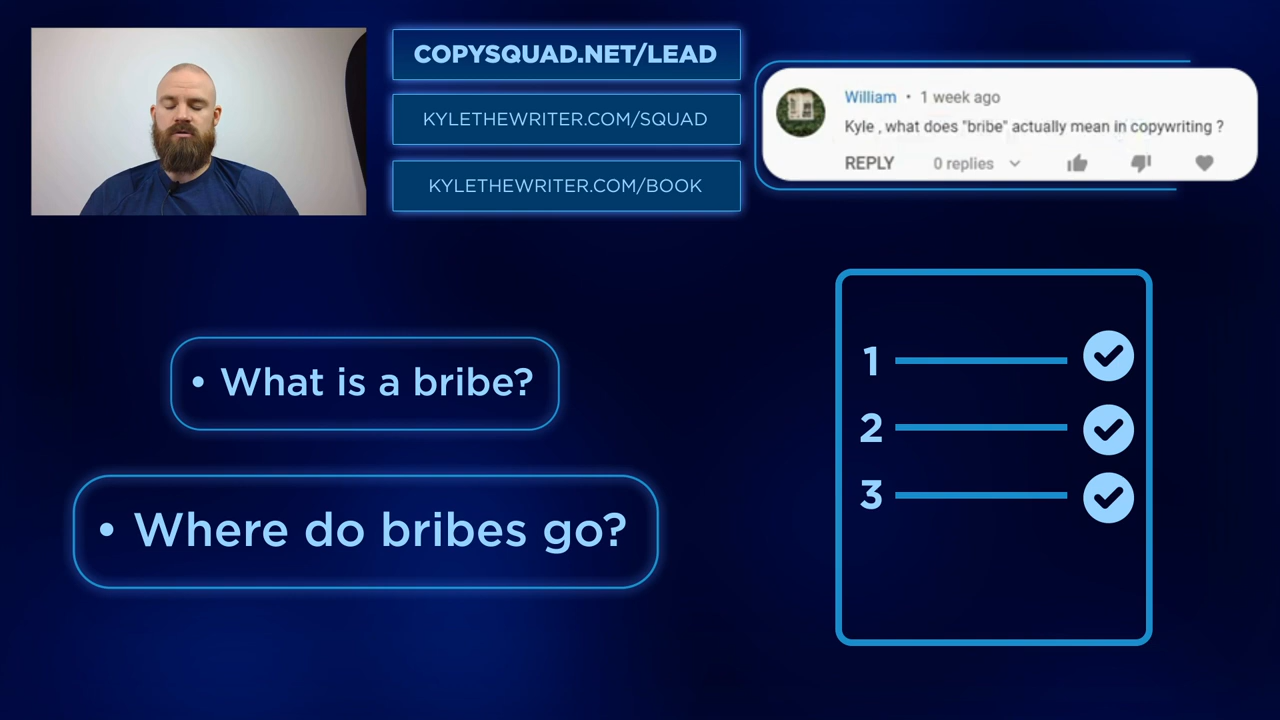 COPYSQUAD.NET/LEAD
KYLETHEWRITER.COM/SQUAD
KYLETHEWRITER.COM/BOOK
William • 1 week ago
Kyle , what does "bribe" actually mean in copywriting ?
REPLY 0 replies
• What is a bribe?
• Where do bribes go?
1
2
3